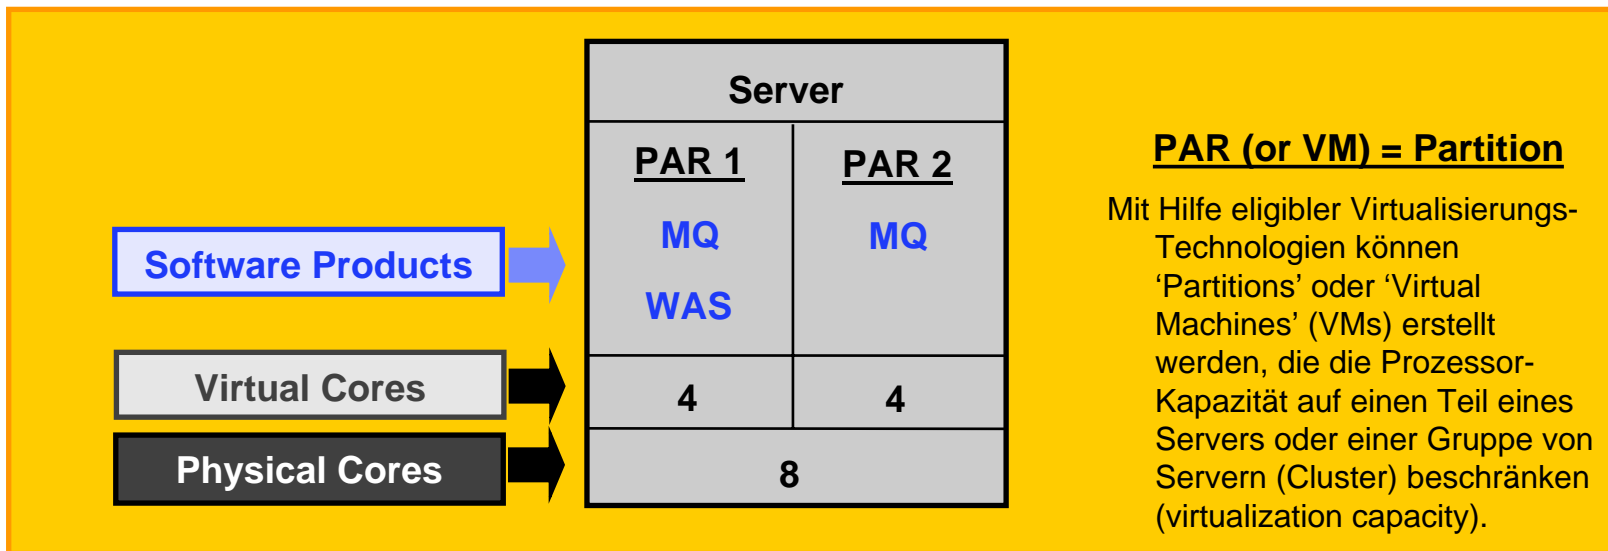 Server
PAR 1
PAR 2
MQ
MQ
WAS
Software Products
Virtual Cores
4
4
Physical Cores
8
PAR (or VM) = Partition
Mit Hilfe eligibler Virtualisierungs-
Technologien können
‘Partitions’ oder ‘Virtual
Machines’ (VMs) erstellt
werden, die die Prozessor-
Kapazität auf einen Teil eines
Servers oder einer Gruppe von
Servern (Cluster) beschränken
(virtualization capacity).